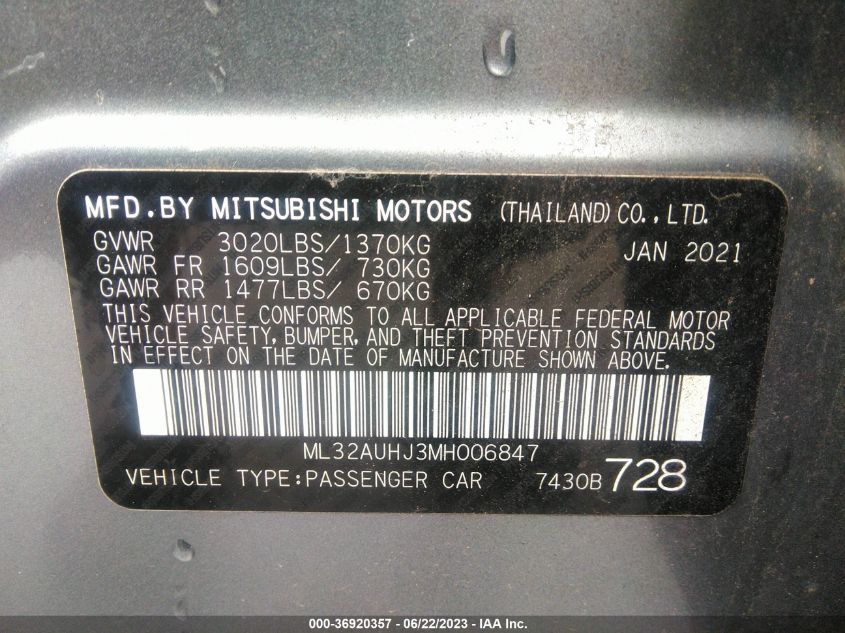 MFD.BY MITSUBISHI MOTORS (THAILAND) CO., LTD.
GVWR 3020LBS/1370KG JAN 2021
GAWR FR 1609LBS/ 730KG
GAWR RR 1477LBS/ 670KG
THIS VEHICLE CONFORMS TO ALL APPLICABLE FEDERAL MOTOR
VEHICLE SAFETY, BUMPER, AND THEFT PREVENTION STANDARDS
IN EFFECT ON THE DATE OF MANUFACTURE SHOWN ABOVE.
ML32AUHJ3MH006847
VEHICLE TYPE:PASSENGER CAR 7430B 728
000-36920357 - 06/22/2023 - IAA Inc.